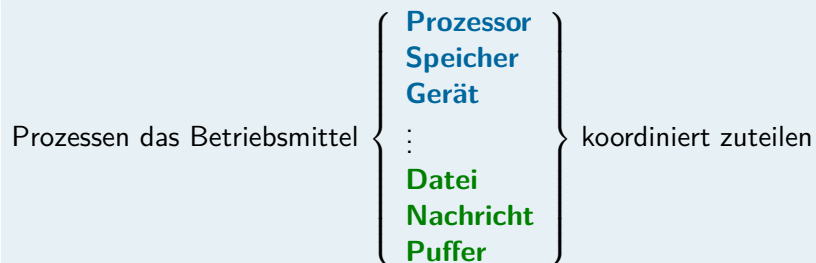 Prozessor
Speicher
Gerät
Prozessen das Betriebsmittel { ⋮ } koordiniert zuteilen
Datei
Nachricht
Puffer